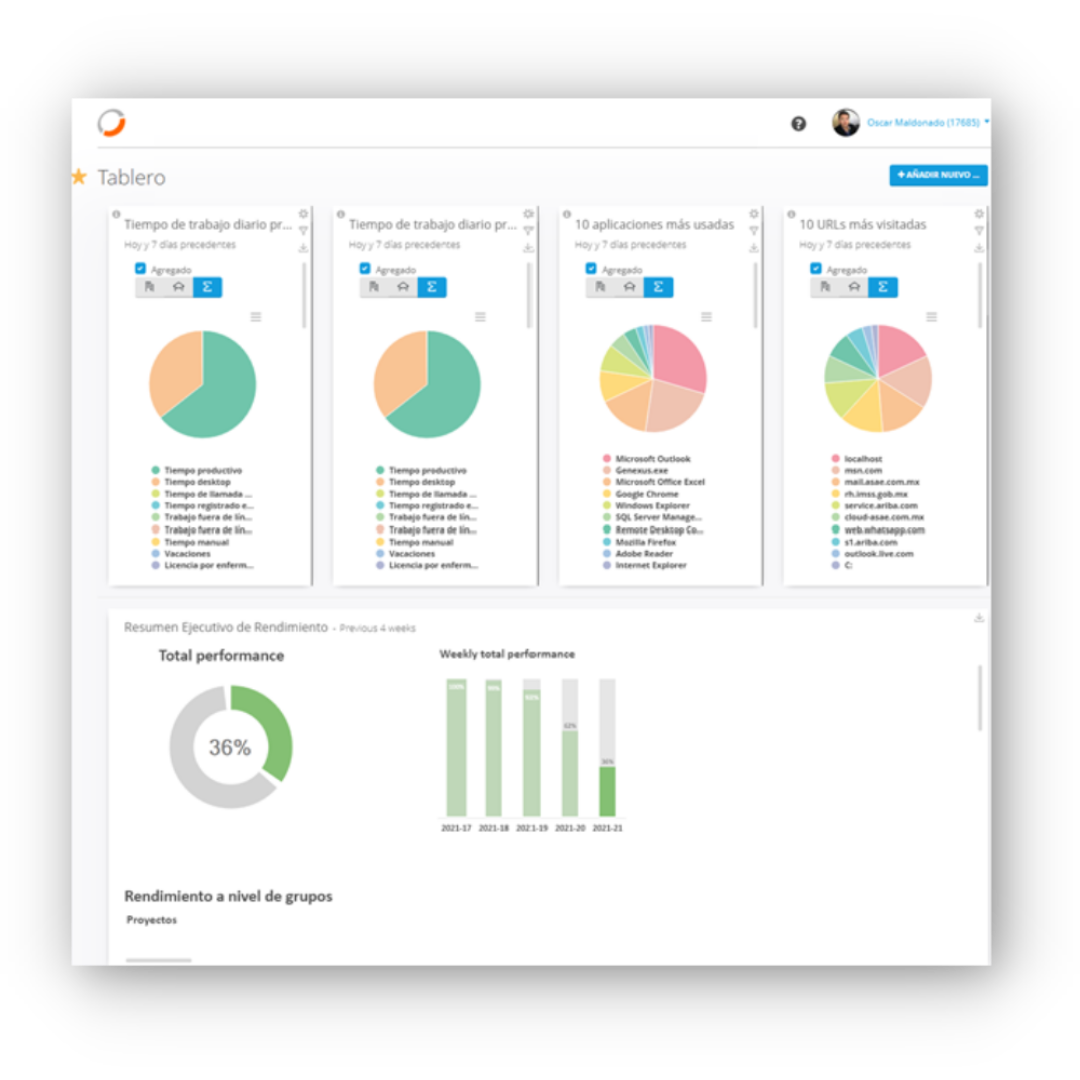 Oscar Maldonado (17685)
Tablero
+ AÑADIR NUEVO ...
Tiempo de trabajo diario pr...
Hoy y 7 días precedentes
Agregado
Tiempo productivo
Tiempo desktop
Tiempo de llamada ...
Tiempo registrado e...
Trabajo fuera de lín...
Trabajo fuera de lín...
Tiempo manual
Vacaciones
Licencia por enferm...
Tiempo de trabajo diario pr...
Hoy y 7 días precedentes
Agregado
Tiempo productivo
Tiempo desktop
Tiempo de llamada ...
Tiempo registrado e...
Trabajo fuera de lín...
Trabajo fuera de lín...
Tiempo manual
Vacaciones
Licencia por enferm...
10 aplicaciones más usadas
Hoy y 7 días precedentes
Agregado
Microsoft Outlook
Genexus.exe
Microsoft Office Excel
Google Chrome
Windows Explorer
SQL Server Manage...
Remote Desktop Co...
Mozilla Firefox
Adobe Reader
Internet Explorer
10 URLs más visitadas
Hoy y 7 días precedentes
Agregado
localhost
msn.com
mail.asae.com.mx
rh.imss.gob.mx
service.ariba.com
cloud-asae.com.mx
web.whatsapp.com
s1.ariba.com
outlook.live.com
C:
Resumen Ejecutivo de Rendimiento - Previous 4 weeks
Total performance
36%
Weekly total performance
100%
62%
36%
2021-17 2021-18 2021-19 2021-20 2021-21
Rendimiento a nivel de grupos
Proyectos